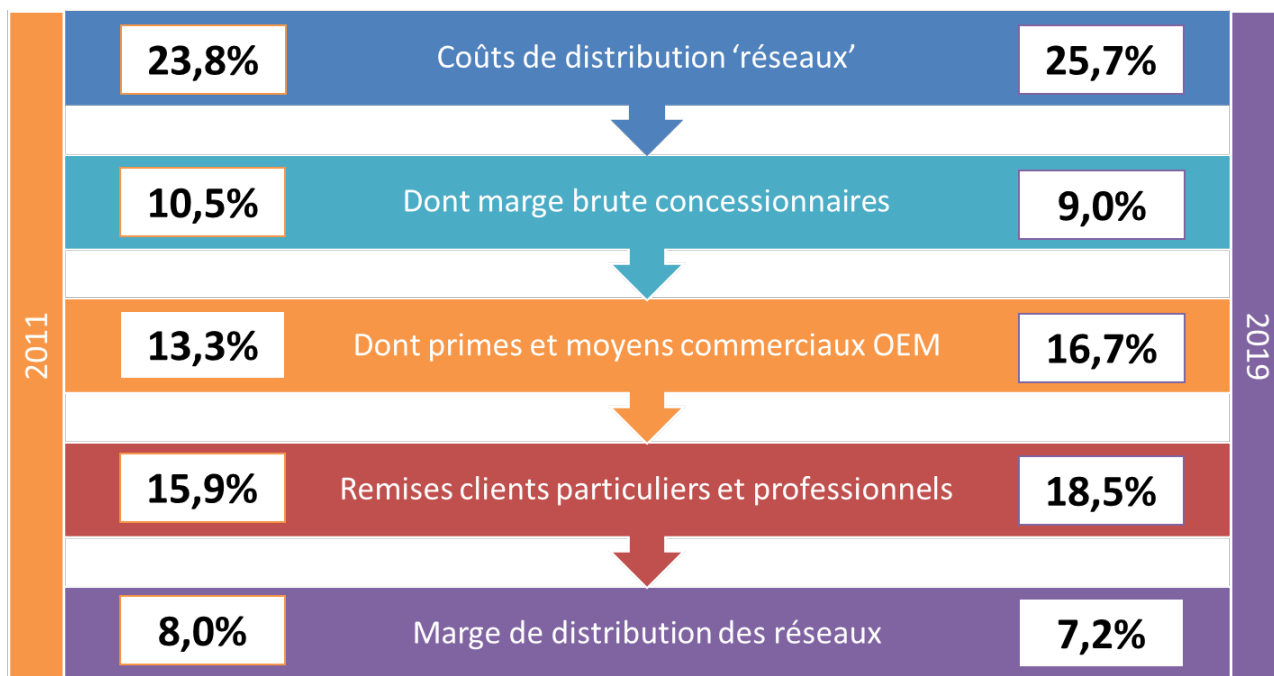 2011
23,8%
Coûts de distribution ‘réseaux’
25,7%
10,5%
Dont marge brute concessionnaires
9,0%
13,3%
Dont primes et moyens commerciaux OEM
16,7%
15,9%
Remises clients particuliers et professionnels
18,5%
8,0%
Marge de distribution des réseaux
7,2%
2019